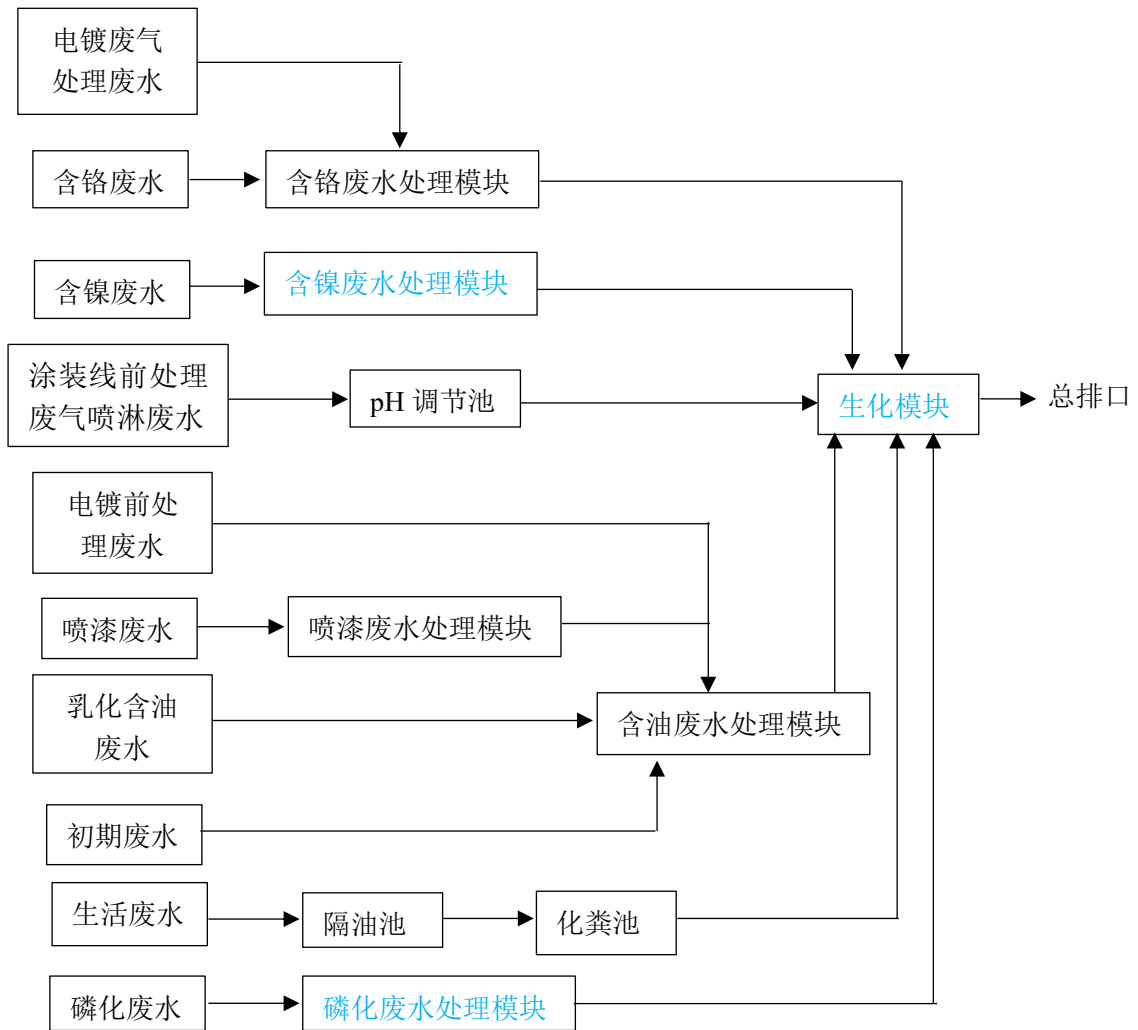 电镀废气
处理废水
含铬废水
含铬废水处理模块
含镍废水
含镍废水处理模块
涂装线前处理
废气喷淋废水
pH 调节池
生化模块
总排口
电镀前处
理废水
喷漆废水
喷漆废水处理模块
乳化含油
废水
含油废水处理模块
初期废水
生活废水
隔油池
化粪池
磷化废水
磷化废水处理模块